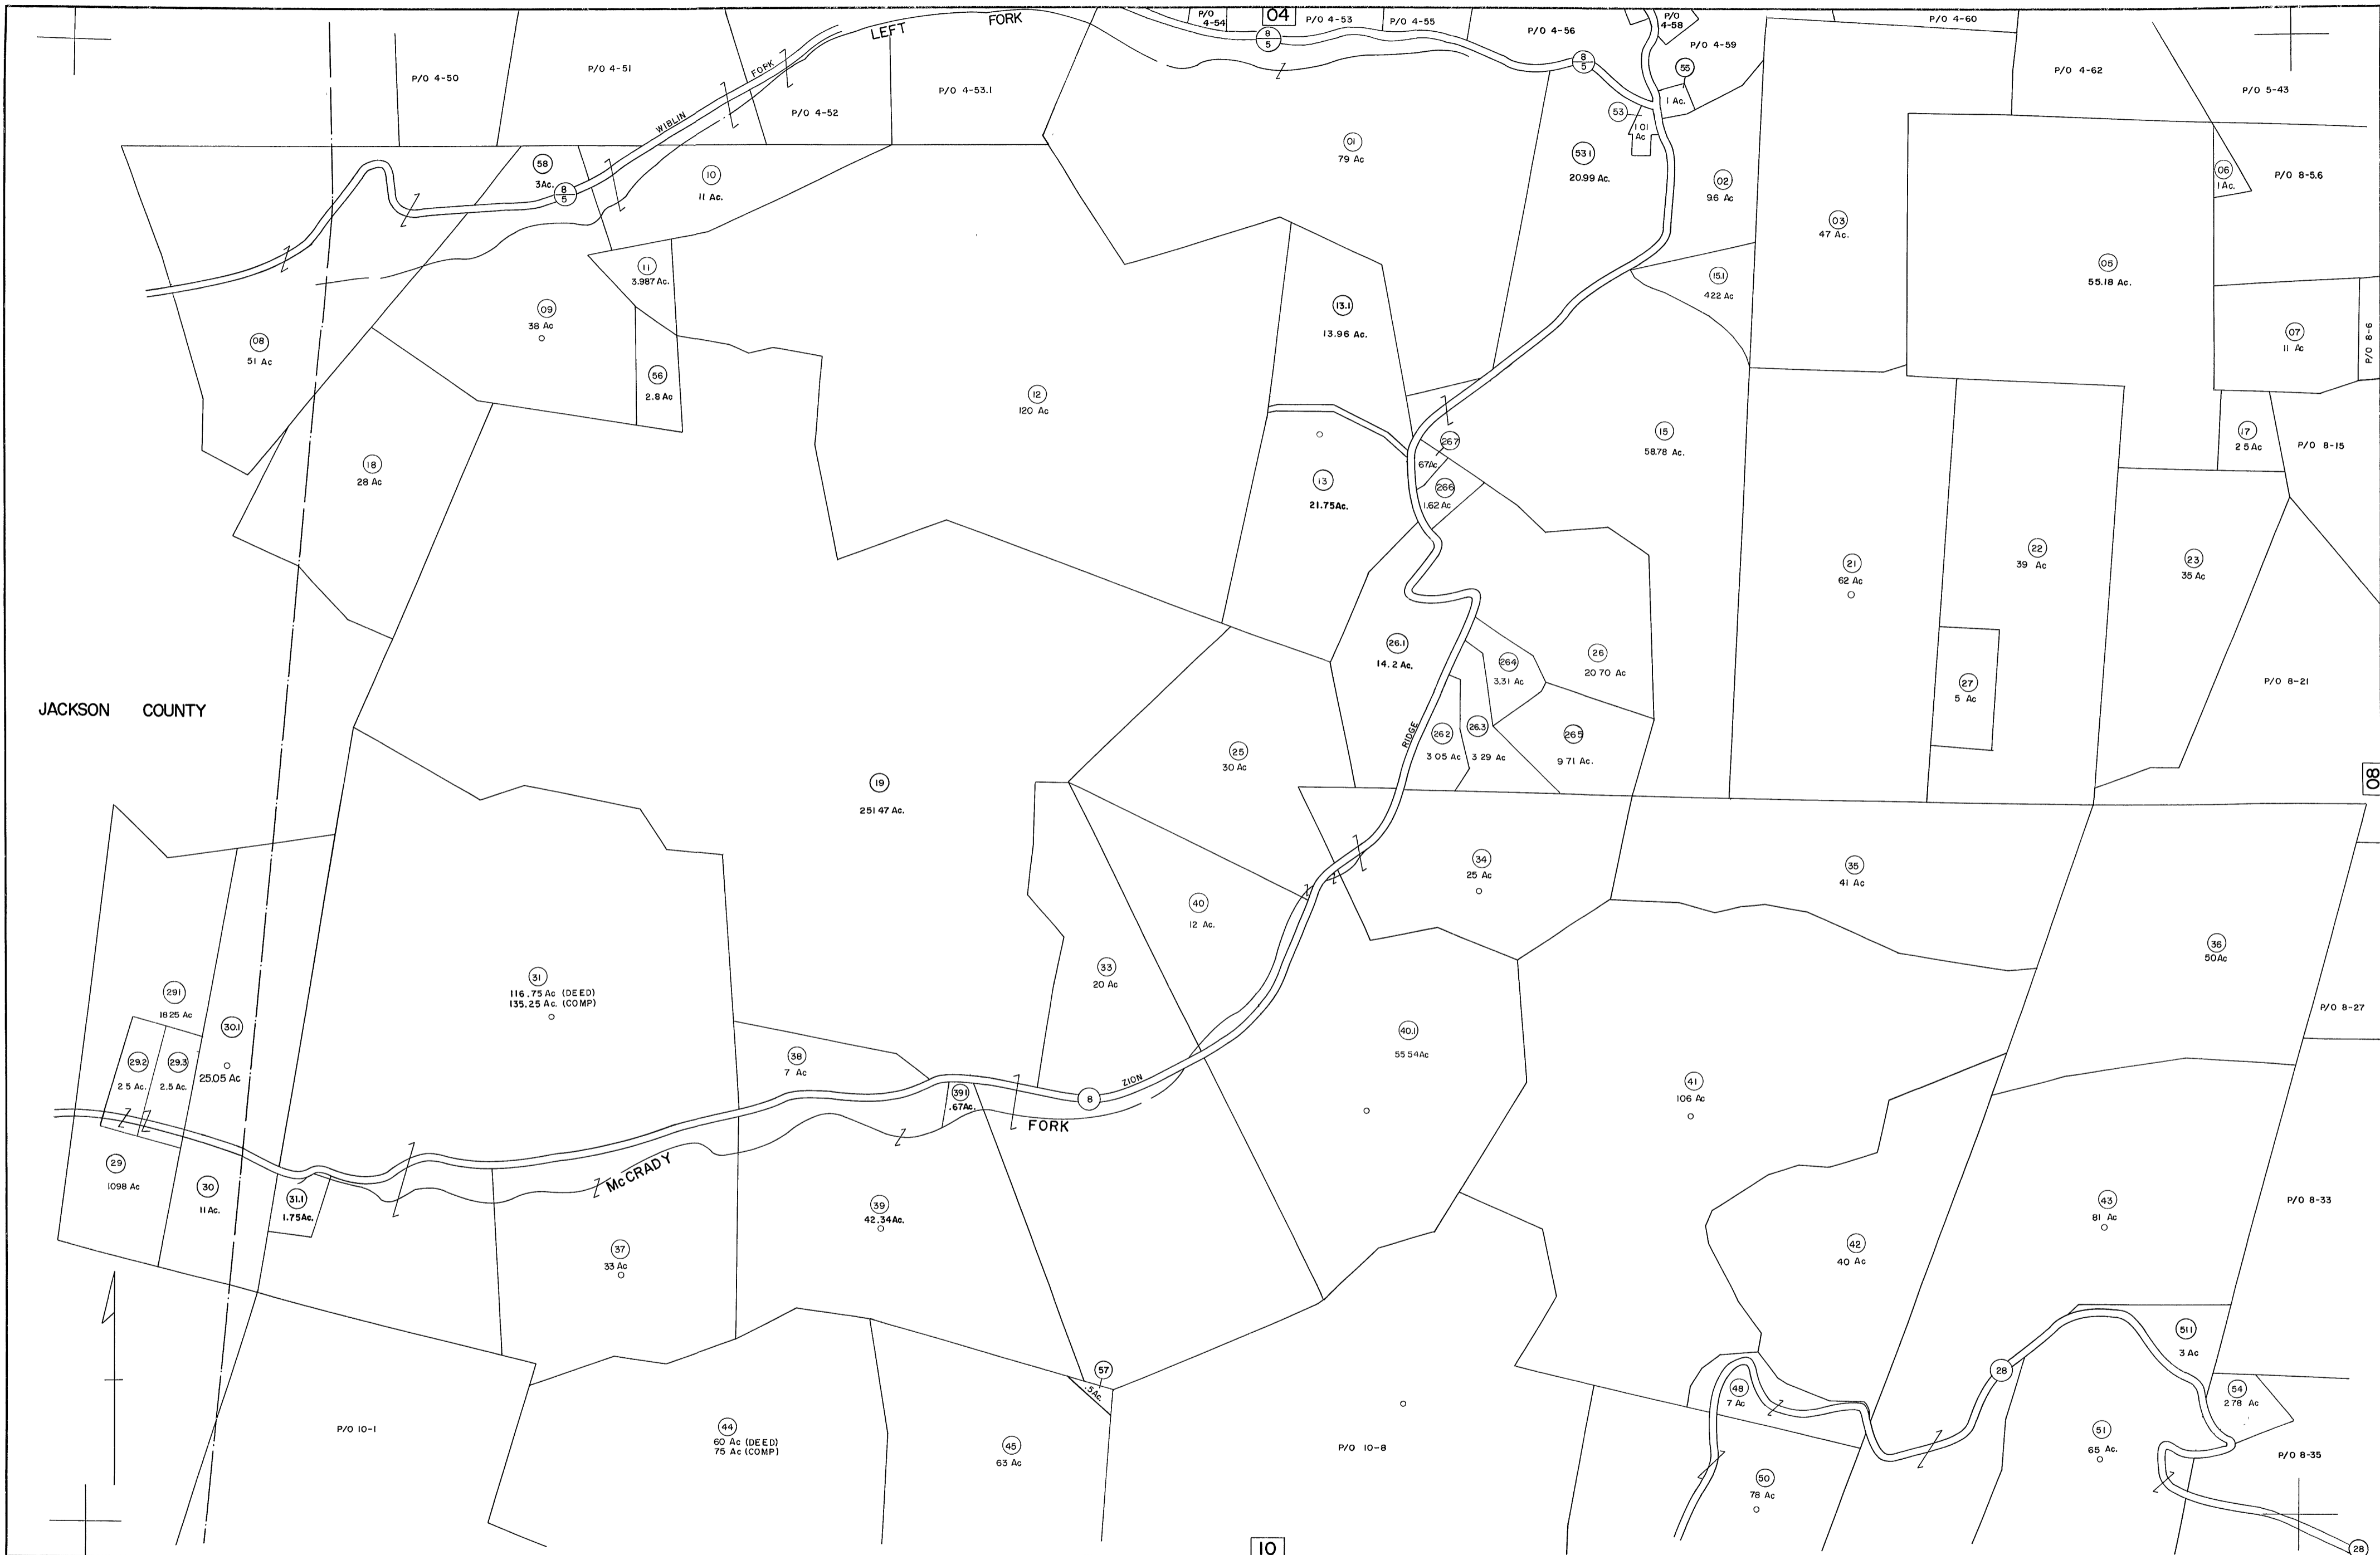 LEFT FORK
P/O 4-54
04
P/O 4-53
P/O 4-55
P/O 4-56
P/O 4-58
P/O 4-59
P/O 4-60
P/O 4-62
P/O 5-43
8
5
8
5
P/O 4-50
P/O 4-51
P/O 4-52
P/O 4-53.1
WIBLIN FORK
55
1 Ac.
53
1 01
Ac
01
79 Ac
531
20.99 Ac.
02
9.6 Ac
03
47 Ac.
06
1 Ac.
P/O 8-5.6
58
3Ac.
8
5
10
11 Ac.
11
3.987 Ac.
15.1
422 Ac
05
55.18 Ac.
09
38 Ac
13.1
13.96 Ac.
07
11 Ac
P/O 8-6
08
51 Ac
56
2.8 Ac
12
120 Ac
267
67Ac.
15
58.78 Ac.
17
2 5 Ac
P/O 8-15
18
28 Ac
13
21.75Ac.
266
1.62 Ac
21
62 Ac
22
39 Ac
23
35 Ac
26.1
14.2 Ac.
264
3.31 Ac
26
20 70 Ac
27
5 Ac
P/O 8-21
JACKSON COUNTY
RIDGE
262
3 05 Ac
26.3
3 29 Ac
265
9 71 Ac.
25
30 Ac
19
251 47 Ac.
08
34
25 Ac
35
41 Ac
40
12 Ac.
36
50Ac
33
20 Ac
31
116.75 Ac (DEED)
135.25 Ac. (COMP)
291
18 25 Ac
30.1
25.05 Ac
29.2
2 5 Ac.
29.3
2.5 Ac.
P/O 8-27
40.1
55 54Ac
38
7 Ac
391
.67Ac.
8
ZION
41
106 Ac
FORK
McCRADY
29
1098 Ac
30
11 Ac.
31.1
1.75Ac.
39
42.34Ac.
37
33 Ac
43
81 Ac
P/O 8-33
42
40 Ac
511
3 Ac
57
.5Ac.
28
48
7 Ac
54
2 78 Ac
P/O 10-1
44
60 Ac (DEED)
75 Ac (COMP)
45
63 Ac
P/O 10-8
51
65 Ac.
P/O 8-35
50
78 Ac
10
28